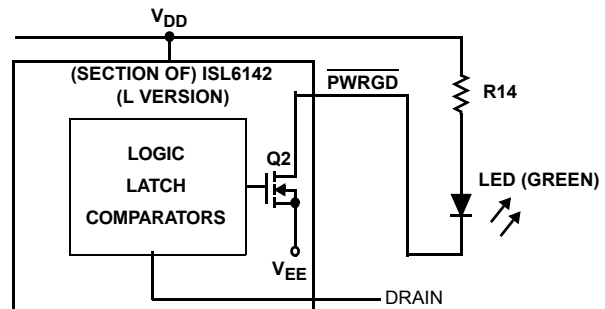 VDD
(SECTION OF) ISL6142
(L VERSION)
PWRGD
R14
LOGIC
LATCH
COMPARATORS
Q2
LED (GREEN)
VEE
DRAIN